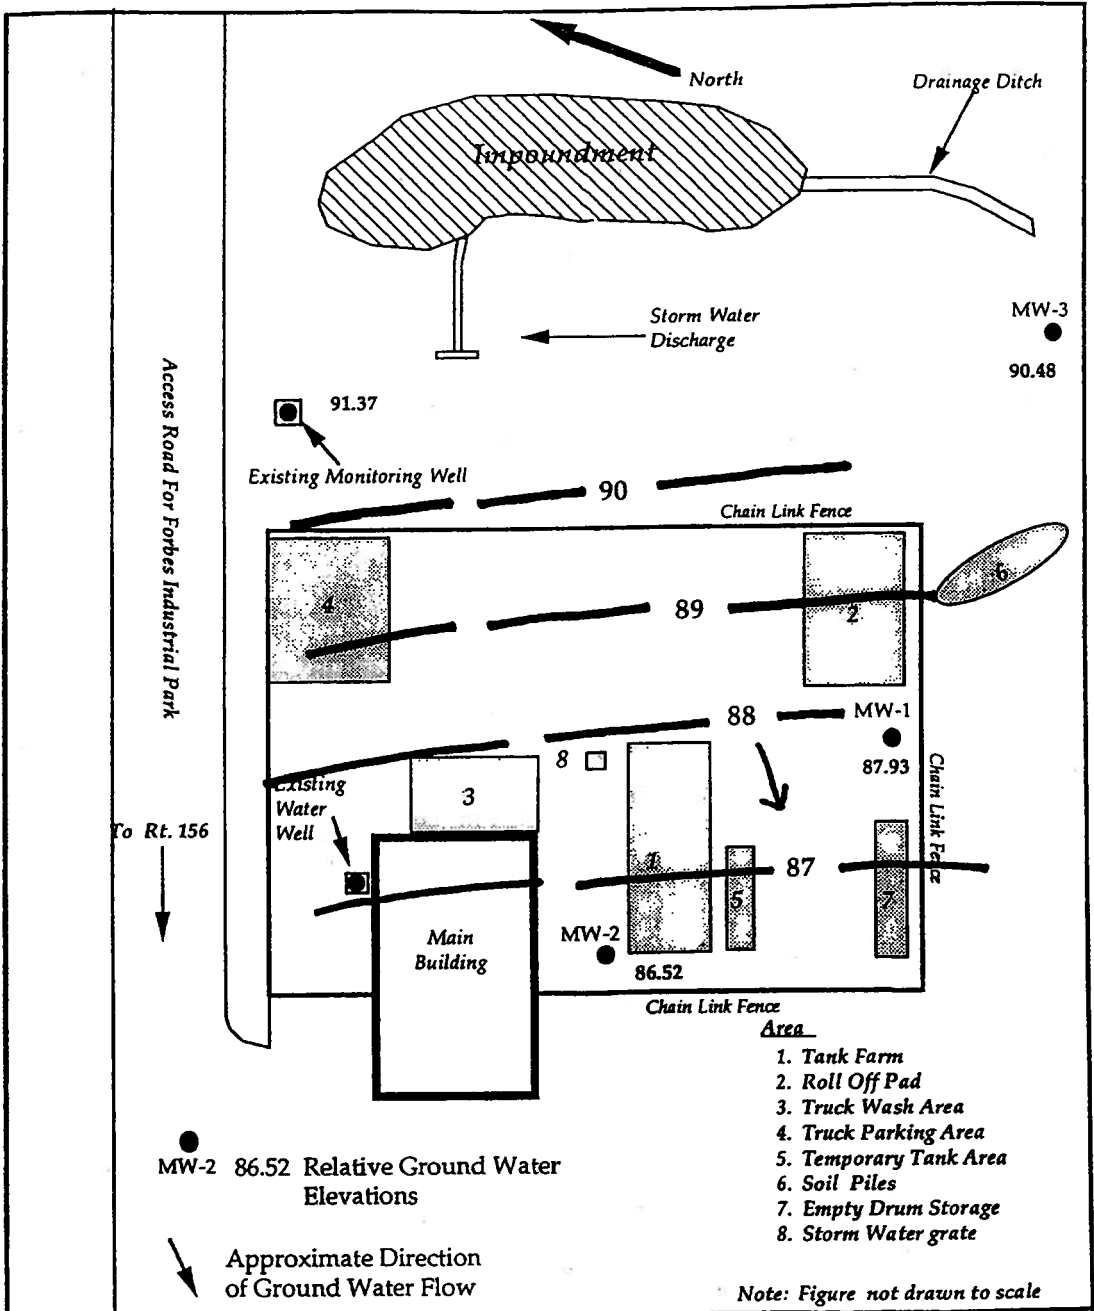 North
Drainage Ditch
Impoundment
MW-3
Storm Water
Discharge
90.48
91.37
Existing Monitoring Well
90
Chain Link Fence
Access Road For Forbes Industrial Park
6
4
89
2
88
MW-1
8
87.93
Existing
Water
Well
3
Chain Link Fence
To Rt. 156
1
87
5
7
Main
Building
MW-2
86.52
Chain Link Fence
Area
1. Tank Farm
2. Roll Off Pad
3. Truck Wash Area
4. Truck Parking Area
5. Temporary Tank Area
6. Soil Piles
7. Empty Drum Storage
8. Storm Water grate
MW-2 86.52 Relative Ground Water
Elevations
Approximate Direction
of Ground Water Flow
Note: Figure not drawn to scale